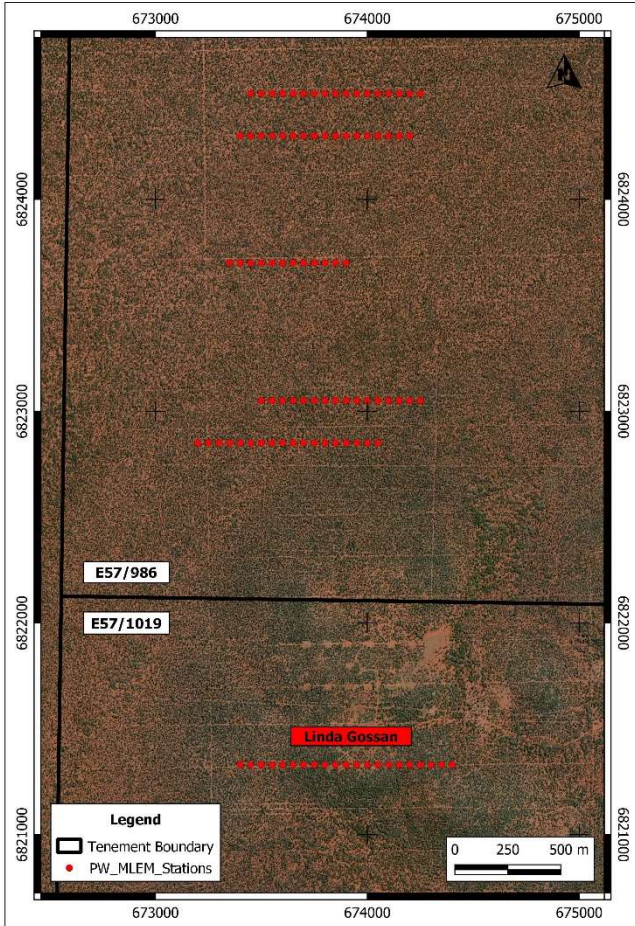 673000 674000 675000
N
6824000 6824000
6823000 6823000
E57/986
6822000 6822000
E57/1019
Linda Gossan
6821000 6821000
Legend
Tenement Boundary
PW_MLEM_Stations
0 250 500 m
673000 674000 675000